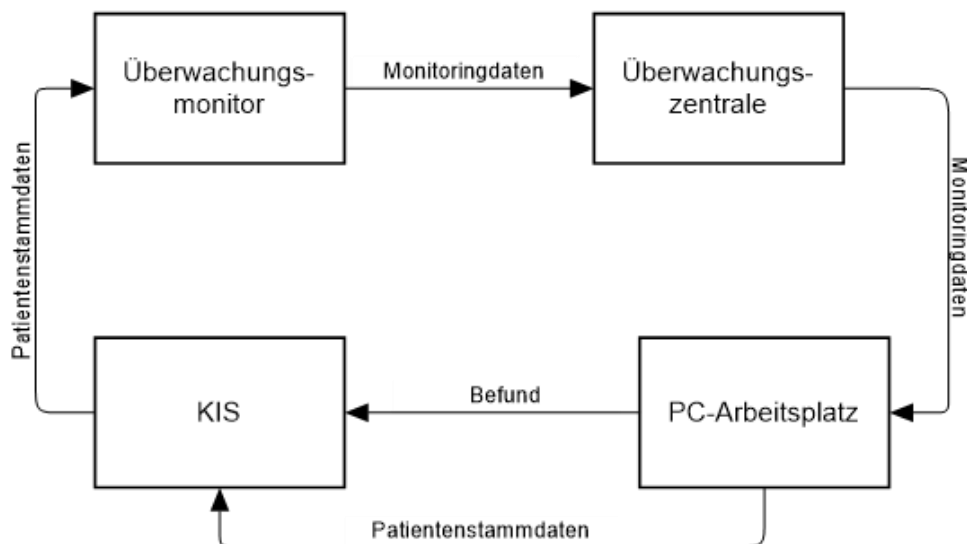 Überwachungs-
monitor
Monitoringdaten
Überwachungs-
zentrale
Patientenstammdaten
Monitoringdaten
KIS
Befund
PC-Arbeitsplatz
Patientenstammdaten